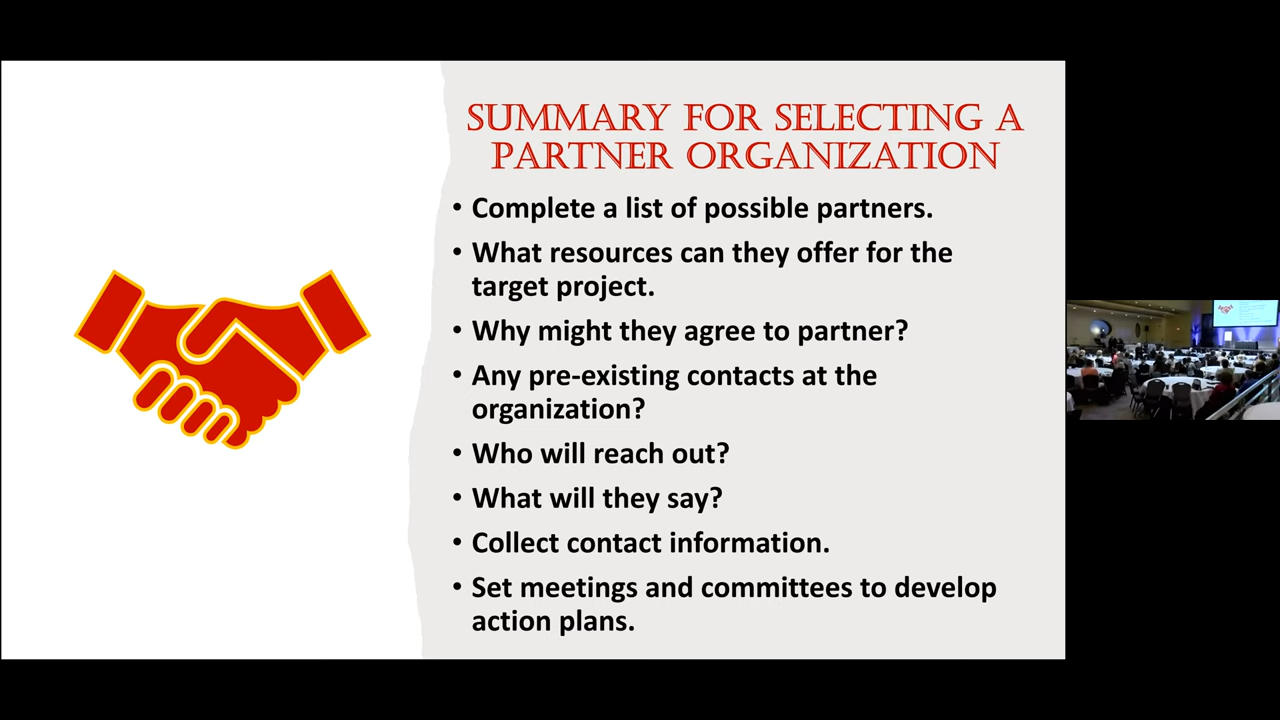 SUMMARY FOR SELECTING A
PARTNER ORGANIZATION
• Complete a list of possible partners.
• What resources can they offer for the
target project.
• Why might they agree to partner?
• Any pre-existing contacts at the
organization?
• Who will reach out?
• What will they say?
• Collect contact information.
• Set meetings and committees to develop
action plans.